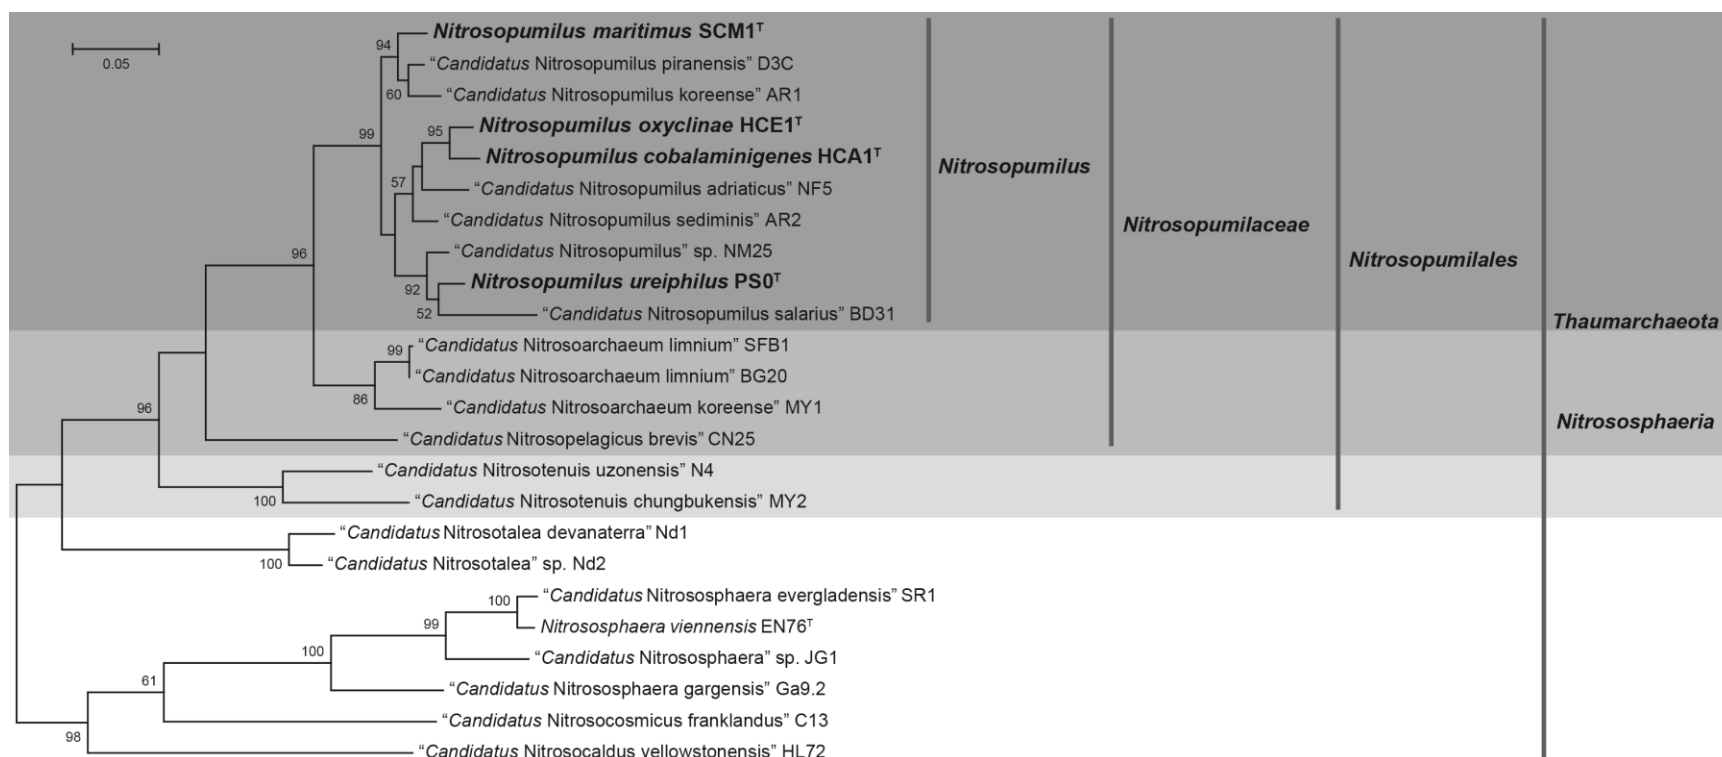 Nitrosopumilus maritimus SCM1ᵀ
94
0.05
“Candidatus Nitrosopumilus piranensis” D3C
60
“Candidatus Nitrosopumilus koreense” AR1
99
95
Nitrosopumilus oxyclinae HCE1ᵀ
Nitrosopumilus cobalaminigenes HCA1ᵀ
Nitrosopumilus
57
“Candidatus Nitrosopumilus adriaticus” NF5
“Candidatus Nitrosopumilus sediminis” AR2
Nitrosopumilaceae
96
“Candidatus Nitrosopumilus” sp. NM25
Nitrosopumilales
92
Nitrosopumilus ureiphilus PS0ᵀ
52
“Candidatus Nitrosopumilus salarius” BD31
Thaumarchaeota
99
“Candidatus Nitrosoarchaeum limnium” SFB1
“Candidatus Nitrosoarchaeum limnium” BG20
86
“Candidatus Nitrosoarchaeum koreense” MY1
96
Nitrososphaeria
“Candidatus Nitrosopelagicus brevis” CN25
“Candidatus Nitrosotenuis uzonensis” N4
100
“Candidatus Nitrosotenuis chungbukensis” MY2
“Candidatus Nitrosotalea devanaterra” Nd1
100
“Candidatus Nitrosotalea” sp. Nd2
100
“Candidatus Nitrososphaera evergladensis” SR1
99
Nitrososphaera viennensis EN76ᵀ
100
“Candidatus Nitrososphaera” sp. JG1
61
“Candidatus Nitrososphaera gargensis” Ga9.2
“Candidatus Nitrosocosmicus franklandus” C13
98
“Candidatus Nitrosocaldus yellowstonensis” HL72